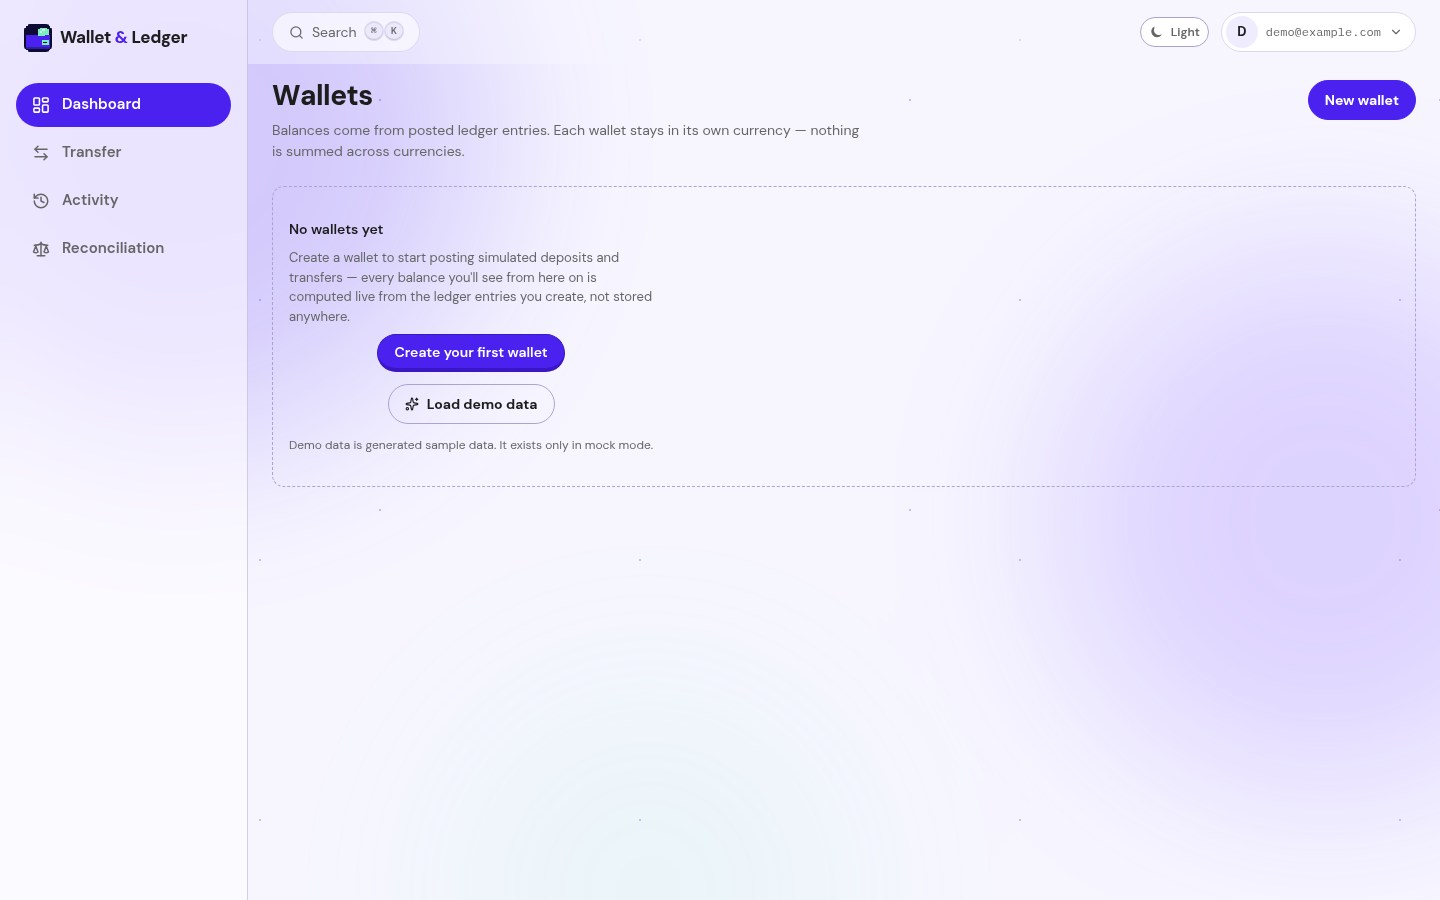 Wallet & Ledger
Search ⌘ K
Light
D demo@example.com
Dashboard
Transfer
Activity
Reconciliation
Wallets
New wallet
Balances come from posted ledger entries. Each wallet stays in its own currency — nothing
is summed across currencies.
No wallets yet
Create a wallet to start posting simulated deposits and
transfers — every balance you'll see from here on is
computed live from the ledger entries you create, not stored
anywhere.
Create your first wallet
Load demo data
Demo data is generated sample data. It exists only in mock mode.